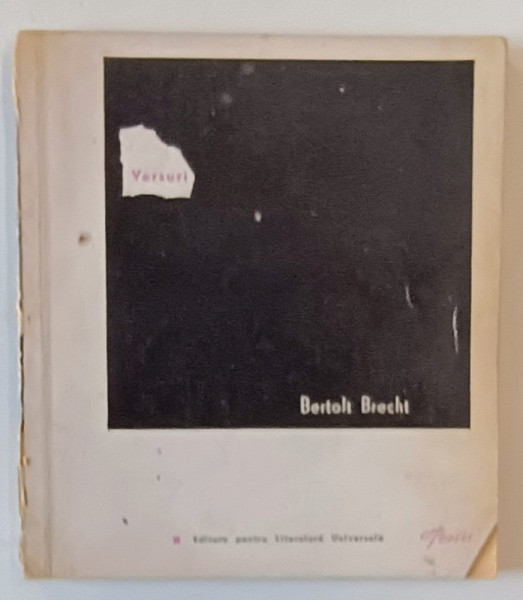 Versuri
Bertolt Brecht
Editura pentru Literatură Universală